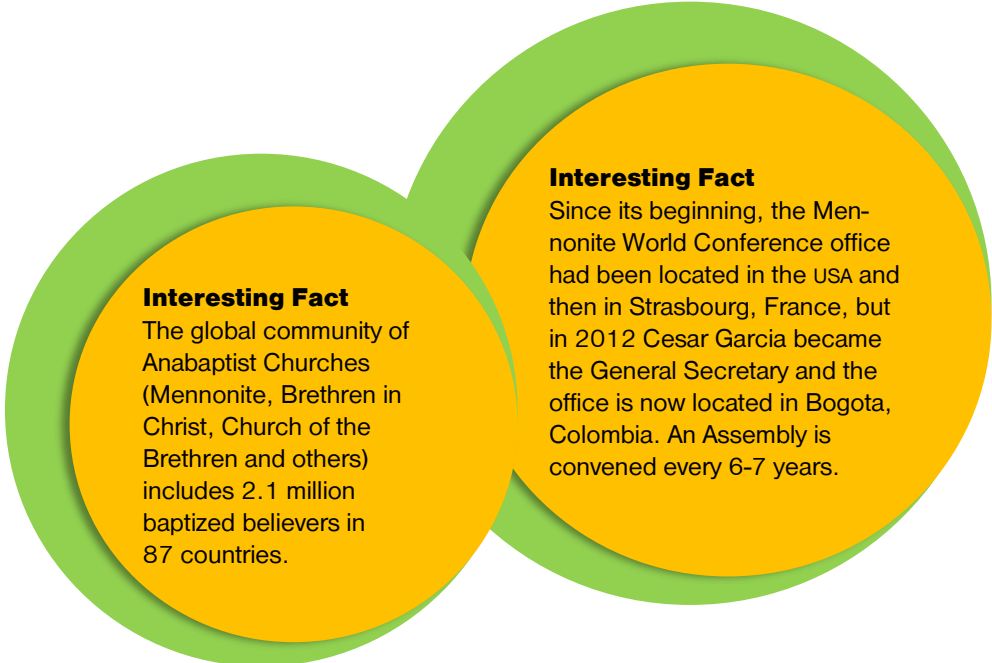 Interesting Fact
The global community of
Anabaptist Churches
(Mennonite, Brethren in
Christ, Church of the
Brethren and others)
includes 2.1 million
baptized believers in
87 countries.
Interesting Fact
Since its beginning, the Men-
nonite World Conference office
had been located in the USA and
then in Strasbourg, France, but
in 2012 Cesar Garcia became
the General Secretary and the
office is now located in Bogota,
Colombia. An Assembly is
convened every 6-7 years.